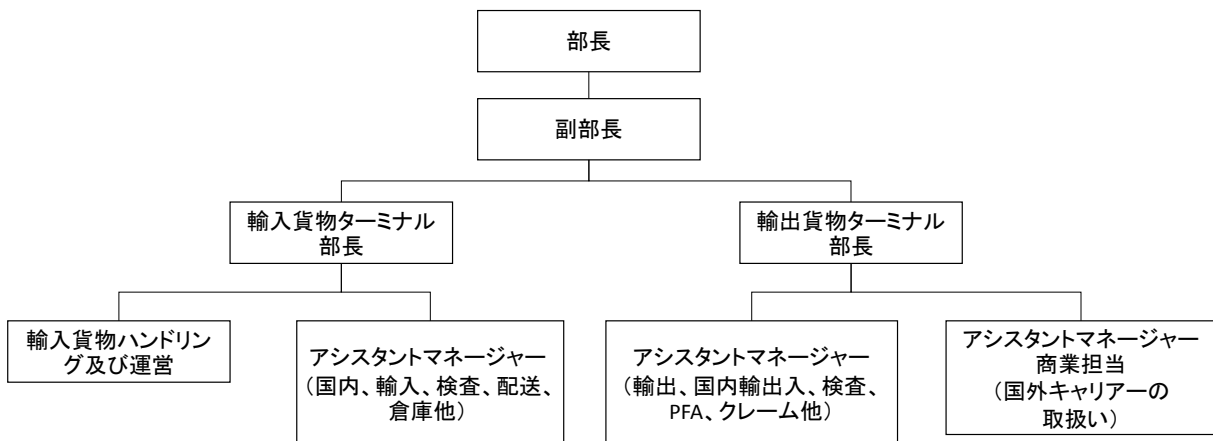 部長
副部長
輸入貨物ターミナル
部長
輸出貨物ターミナル
部長
輸入貨物ハンドリン
グ及び運営
アシスタントマネージャー
(国内、輸入、検査、配送、
倉庫他)
アシスタントマネージャー
(輸出、国内輸出入、検査、
PFA、クレーム他)
アシスタントマネージャー
商業担当
(国外キャリアーの
取扱い)